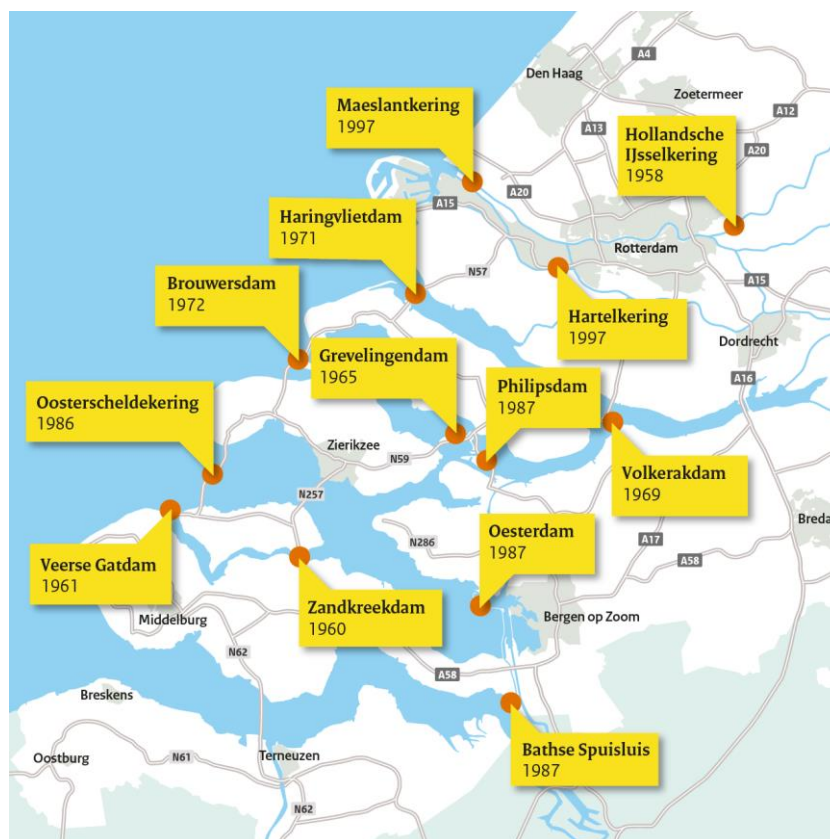 A4
Den Haag
Zoetermeer
A12
A13
Maeslantkering
1997
Hollandsche
IJsselkering
1958
A20
A20
A15
Haringvlietdam
1971
Rotterdam
N57
A15
Brouwersdam
1972
Hartelkering
1997
Dordrecht
Grevelingendam
1965
A16
Philipsdam
1987
Oosterscheldekering
1986
Zierikzee
N59
Volkerakdam
1969
N257
Breda
Oesterdam
1987
N286
A17
A58
Veerse Gatdam
1961
Zandkreekdam
1960
Middelburg
Bergen op Zoom
N62
A58
Breskens
Bathse Spuisluis
1987
Oostburg
N61
Terneuzen
N62